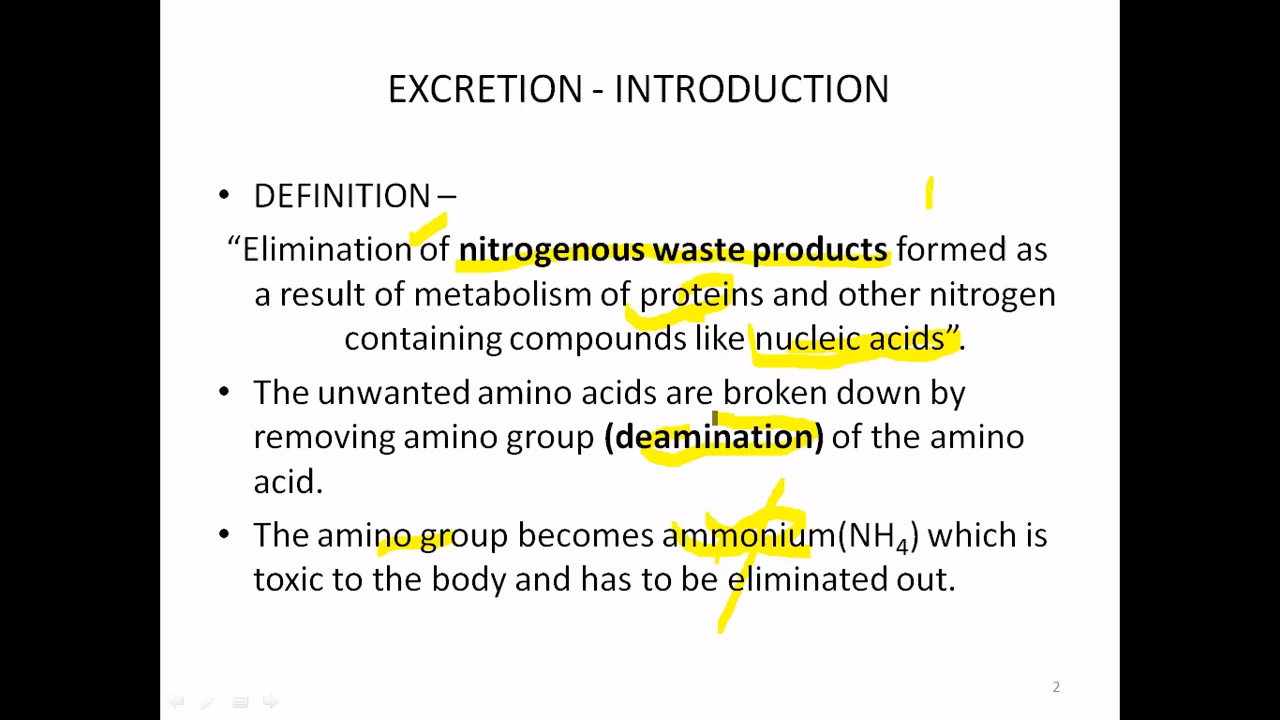 EXCRETION - INTRODUCTION
• DEFINITION –
“Elimination of nitrogenous waste products formed as
a result of metabolism of proteins and other nitrogen
containing compounds like nucleic acids”.
• The unwanted amino acids are broken down by
removing amino group (deamination) of the amino
acid.
• The amino group becomes ammonium(NH₄) which is
toxic to the body and has to be eliminated out.
2